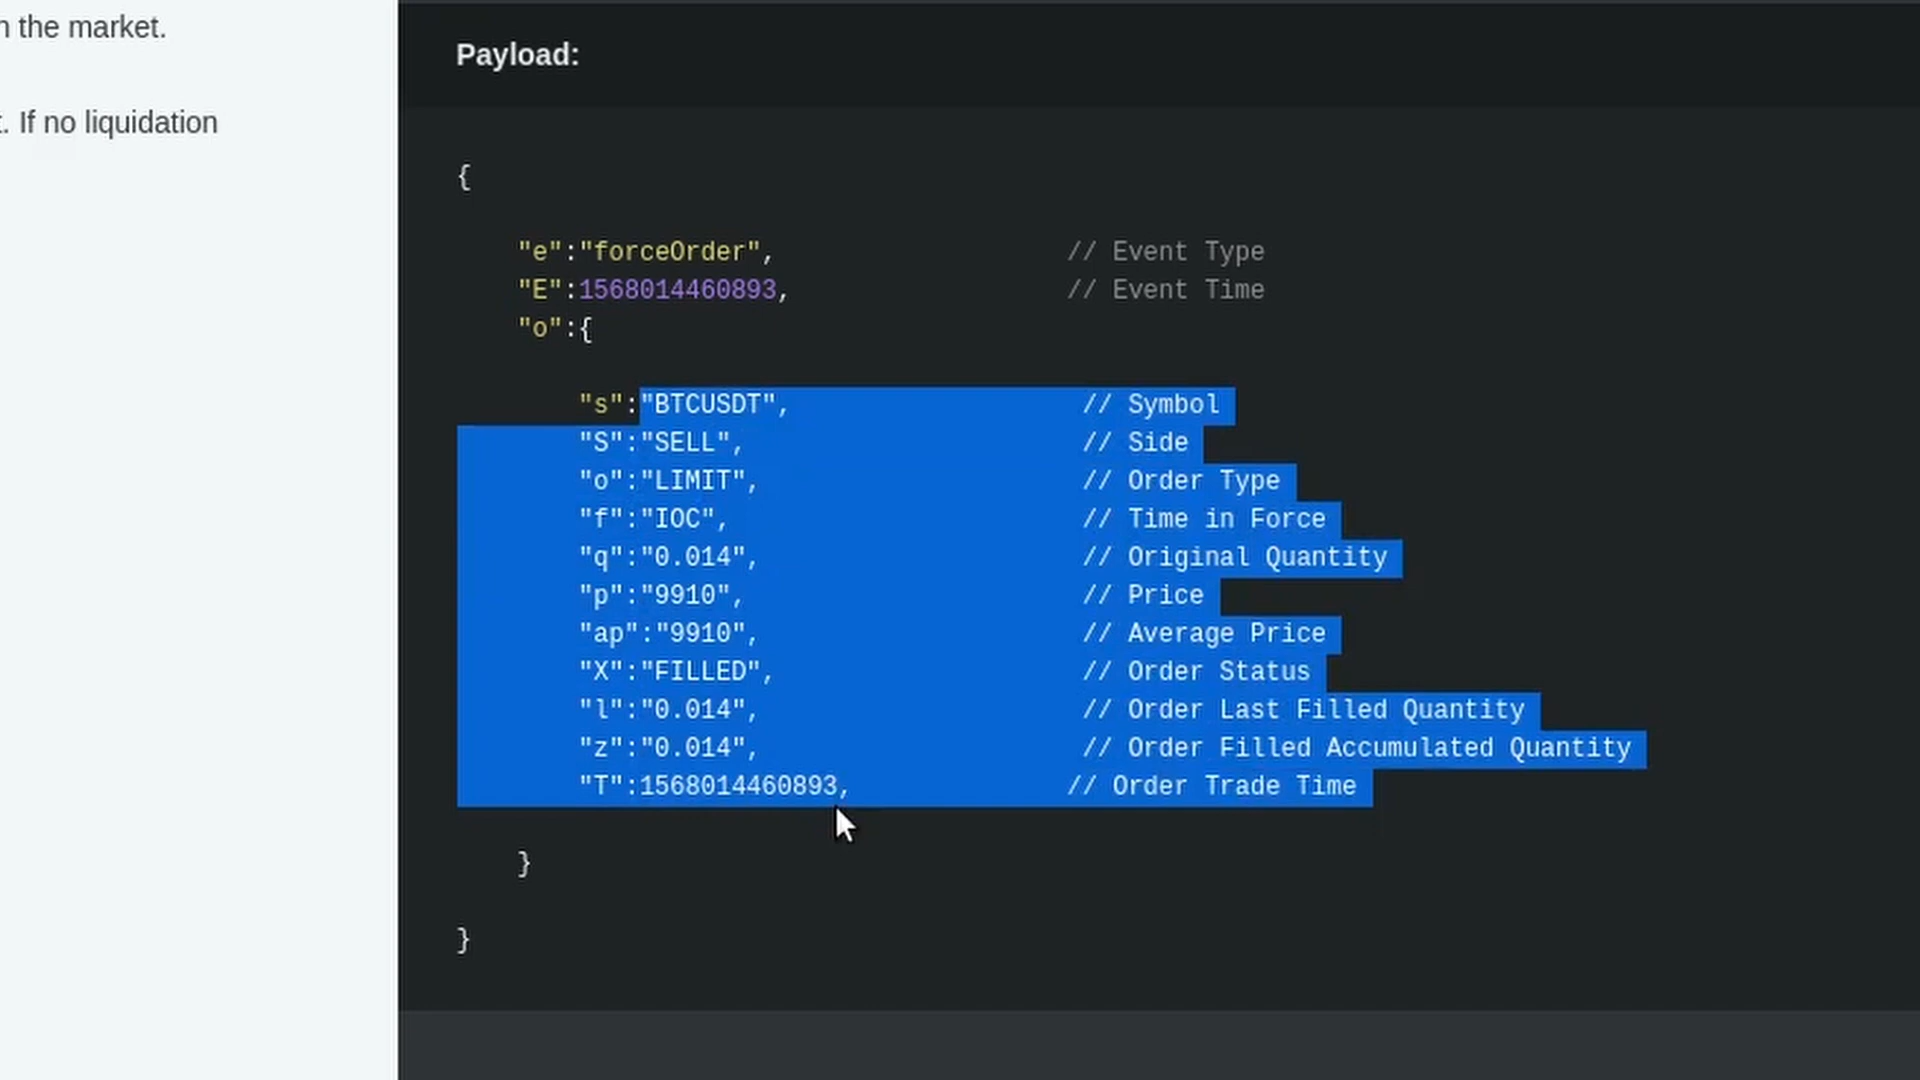 the market.
If no liquidation
Payload:
{
"e":"forceOrder", // Event Type
"E":1568014460893, // Event Time
"o":{
"s":"BTCUSDT", // Symbol
"S":"SELL", // Side
"o":"LIMIT", // Order Type
"f":"IOC", // Time in Force
"q":"0.014", // Original Quantity
"p":"9910", // Price
"ap":"9910", // Average Price
"X":"FILLED", // Order Status
"l":"0.014", // Order Last Filled Quantity
"z":"0.014", // Order Filled Accumulated Quantity
"T":1568014460893, // Order Trade Time
}
}